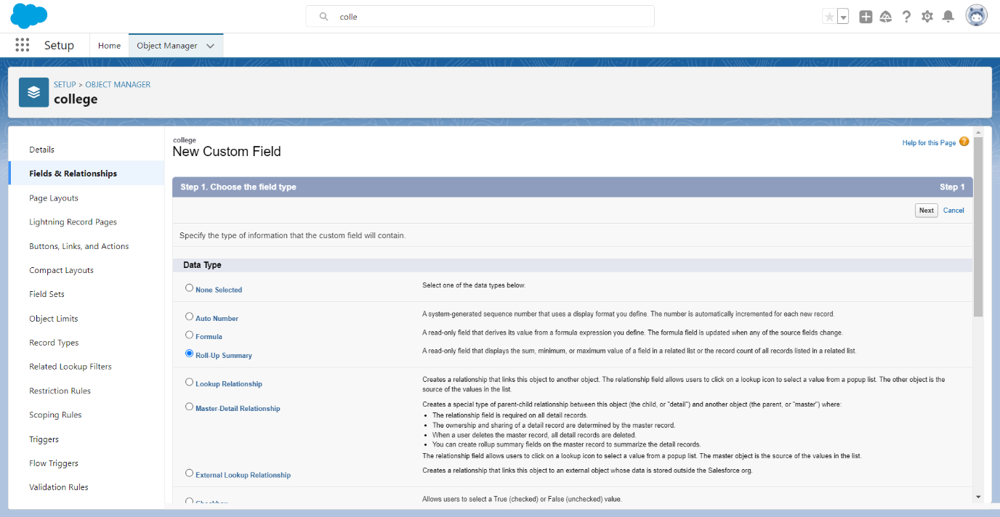 colle
Setup
Home
Object Manager
SETUP > OBJECT MANAGER
college
Details
Fields & Relationships
Page Layouts
Lightning Record Pages
Buttons, Links, and Actions
Compact Layouts
Field Sets
Object Limits
Record Types
Related Lookup Filters
Restriction Rules
Scoping Rules
Triggers
Flow Triggers
Validation Rules
college
New Custom Field
Help for this Page ?
Step 1. Choose the field type Step 1
Next Cancel
Specify the type of information that the custom field will contain.
Data Type
None Selected Select one of the data types below.
Auto Number A system-generated sequence number that uses a display format you define. The number is automatically incremented for each new record.
Formula A read-only field that derives its value from a formula expression you define. The formula field is updated when any of the source fields change.
Roll-Up Summary A read-only field that displays the sum, minimum, or maximum value of a field in a related list or the record count of all records listed in a related list.
Lookup Relationship Creates a relationship that links this object to another object. The relationship field allows users to click on a lookup icon to select a value from a popup list. The other object is the
source of the values in the list.
Master-Detail Relationship Creates a special type of parent-child relationship between this object (the child, or "detail") and another object (the parent, or "master") where:
• The relationship field is required on all detail records.
• The ownership and sharing of a detail record are determined by the master record.
• When a user deletes the master record, all detail records are deleted.
• You can create rollup summary fields on the master record to summarize the detail records.
The relationship field allows users to click on a lookup icon to select a value from a popup list. The master object is the source of the values in the list.
External Lookup Relationship Creates a relationship that links this object to an external object whose data is stored outside the Salesforce org.
Checkbox Allows users to select a True (checked) or False (unchecked) value.